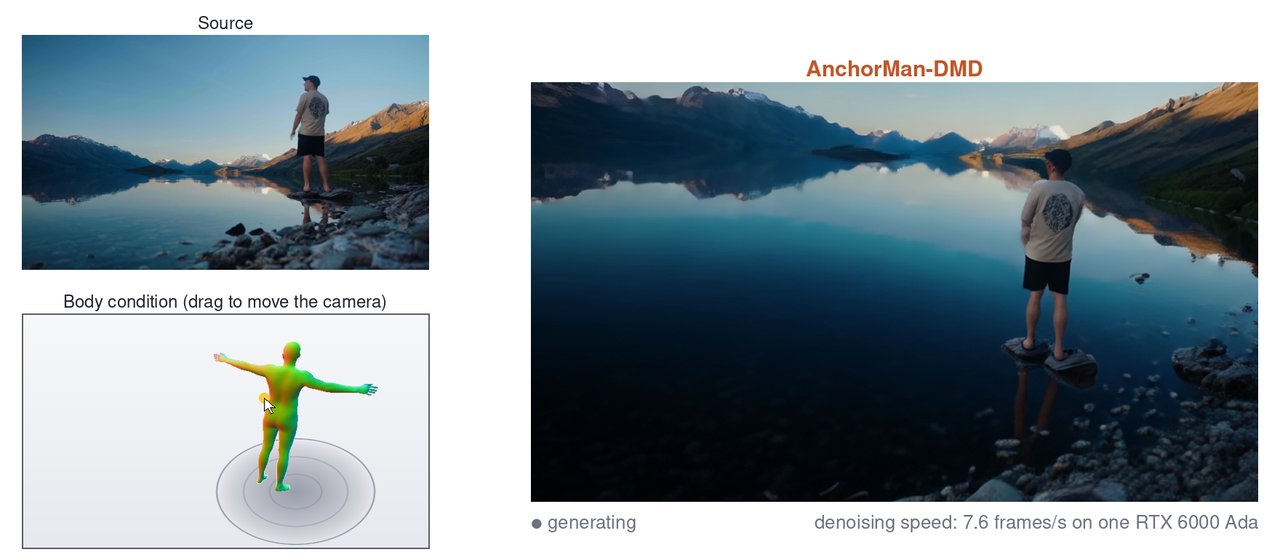 Source
AnchorMan-DMD
Body condition (drag to move the camera)
● generating
denoising speed: 7.6 frames/s on one RTX 6000 Ada